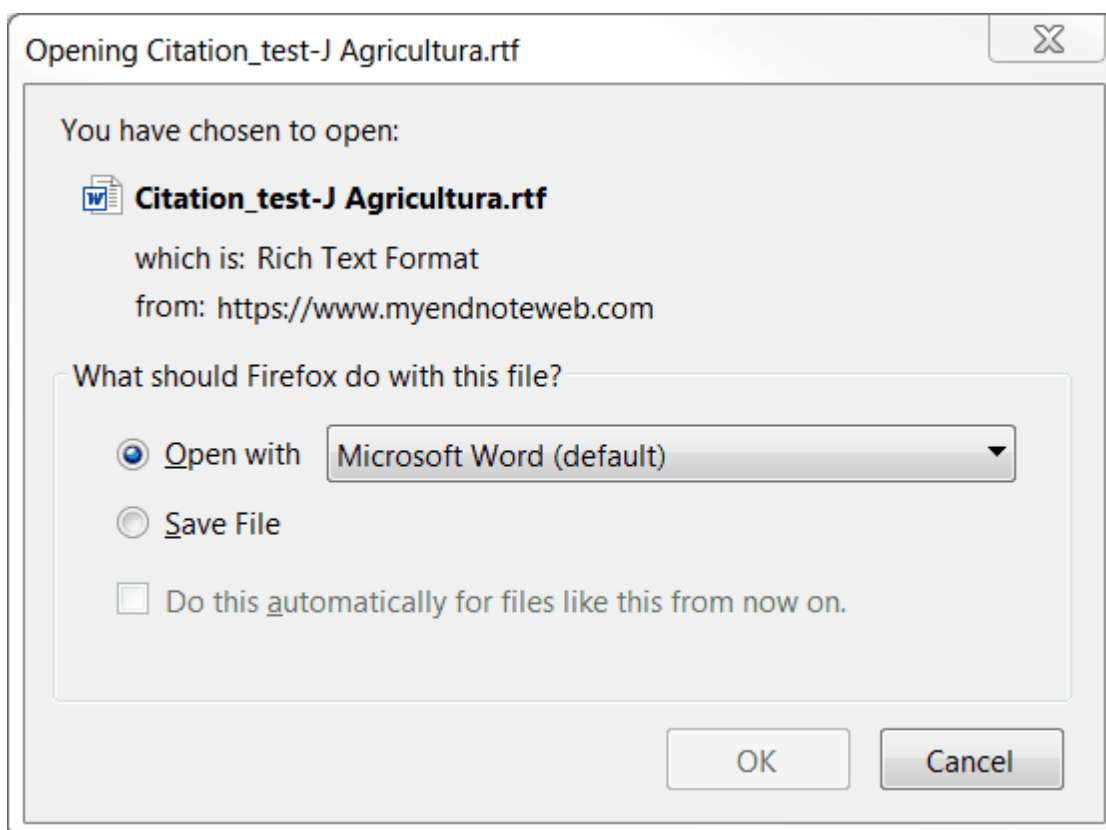 Opening Citation_test-J Agricultura.rtf
You have chosen to open:
Citation_test-J Agricultura.rtf
which is: Rich Text Format
from: https://www.myendnoteweb.com
What should Firefox do with this file?
Open with Microsoft Word (default)
Save File
Do this automatically for files like this from now on.
OK Cancel